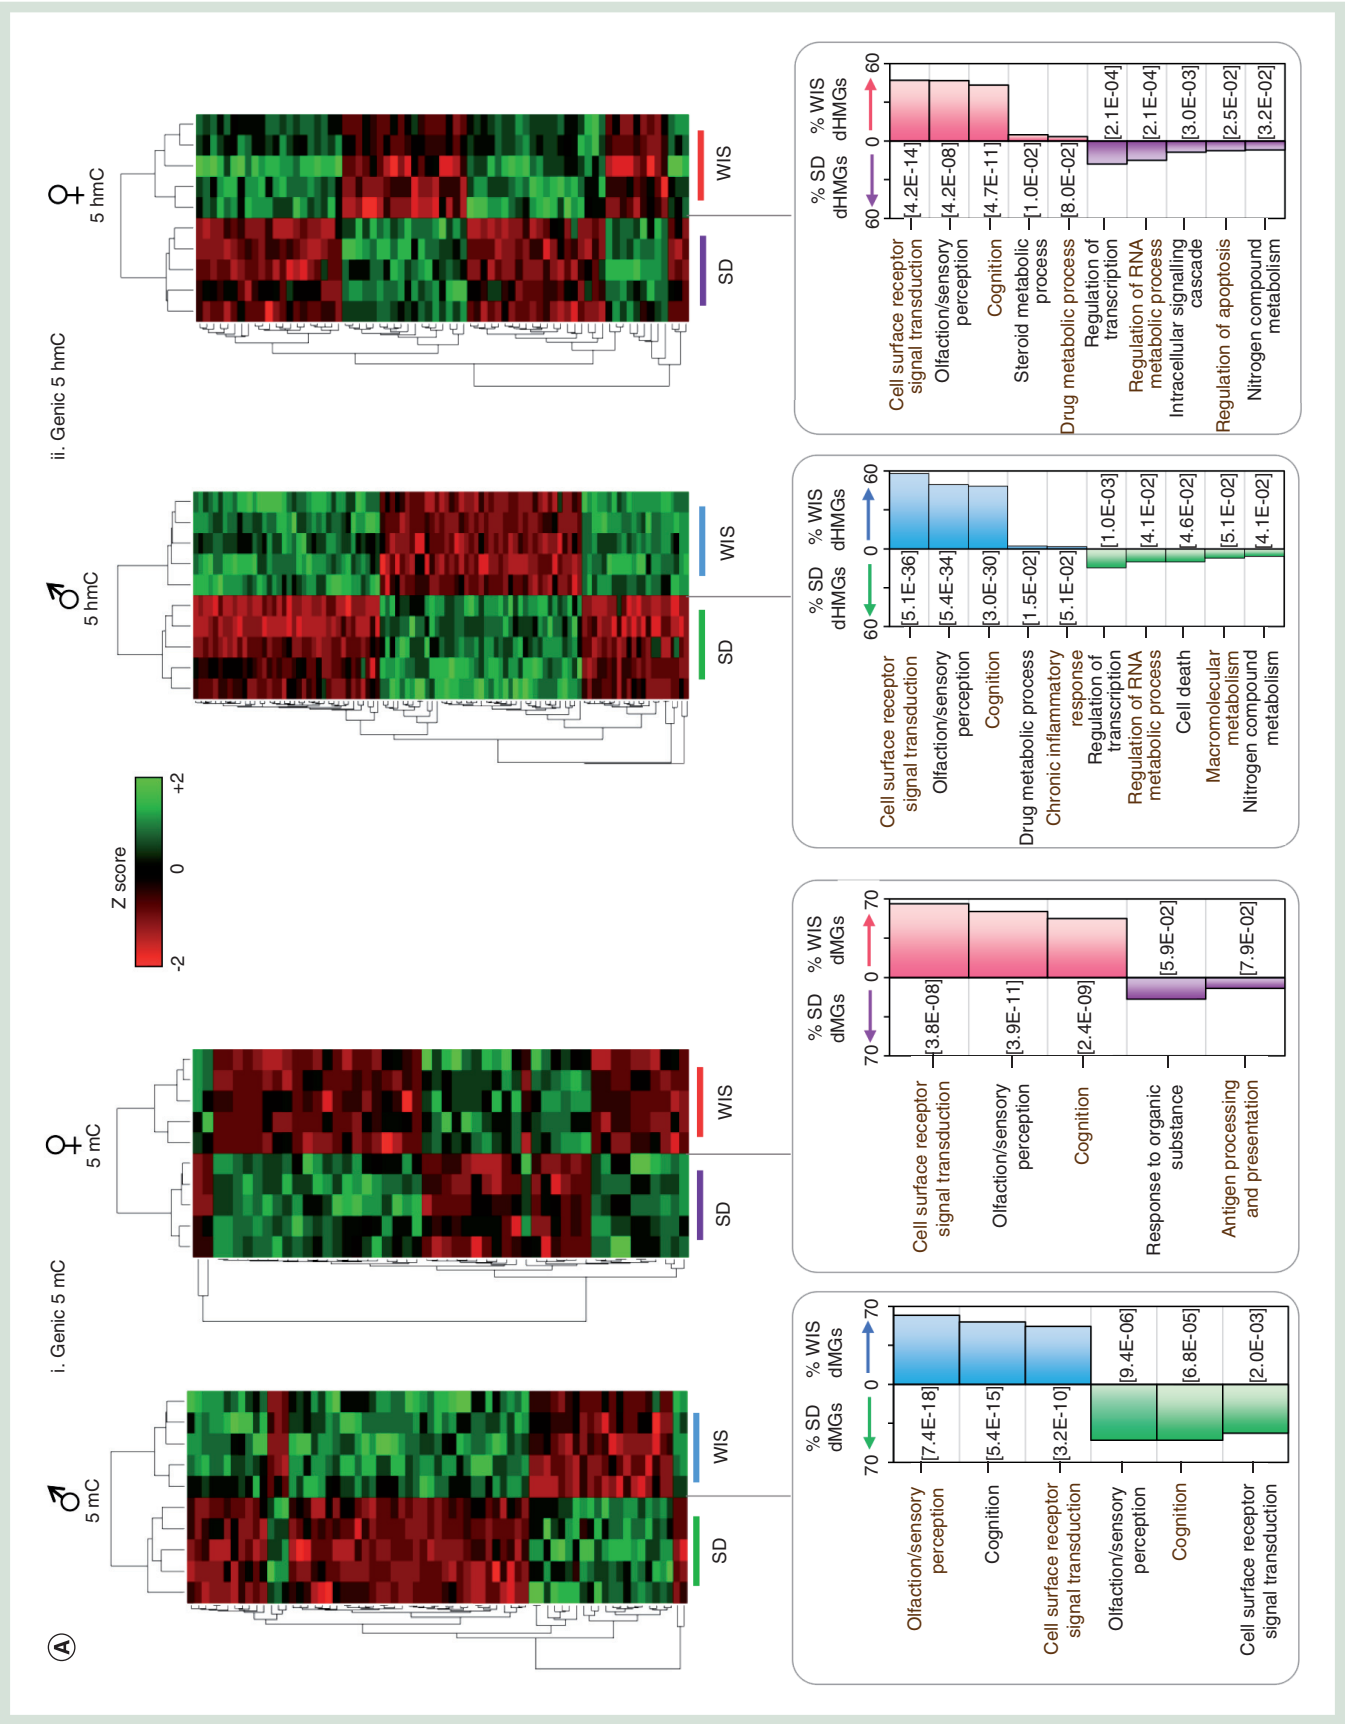 A
i. Genic 5 mC
ii. Genic 5 hmC
♂
5 mC
♀
5 mC
♂
5 hmC
♀
5 hmC
Z score
-2
0
+2
SD
WIS
SD
WIS
SD
WIS
SD
WIS
% SD
dMGs
% WIS
dMGs
70
0
70
Olfaction/sensory
perception
[7.4E-18]
Cognition
[5.4E-15]
Cell surface receptor
signal transduction
[3.2E-10]
Olfaction/sensory
perception
[9.4E-06]
Cognition
[6.8E-05]
Cell surface receptor
signal transduction
[2.0E-03]
% SD
dMGs
% WIS
dMGs
70
0
70
Cell surface receptor
signal transduction
[3.8E-08]
Olfaction/sensory
perception
[3.9E-11]
Cognition
[2.4E-09]
Response to organic
substance
[5.9E-02]
Antigen processing
and presentation
[7.9E-02]
% SD
dHMGs
% WIS
dHMGs
60
0
60
Cell surface receptor
signal transduction
[5.1E-36]
Olfaction/sensory
perception
[5.4E-34]
Cognition
[3.0E-30]
Drug metabolic process
[1.5E-02]
Chronic inflammatory
response
[5.1E-02]
Regulation of
transcription
[1.0E-03]
Regulation of RNA
metabolic process
[4.1E-02]
Cell death
[4.6E-02]
Macromolecular
metabolism
[5.1E-02]
Nitrogen compound
metabolism
[4.1E-02]
% SD
dHMGs
% WIS
dHMGs
60
0
60
Cell surface receptor
signal transduction
[4.2E-14]
Olfaction/sensory
perception
[4.2E-08]
Cognition
[4.7E-11]
Steroid metabolic
process
[1.0E-02]
Drug metabolic process
[8.0E-02]
Regulation of
transcription
[2.1E-04]
Regulation of RNA
metabolic process
[2.1E-04]
Intracellular signalling
cascade
[3.0E-03]
Regulation of apoptosis
[2.5E-02]
Nitrogen compound
metabolism
[3.2E-02]